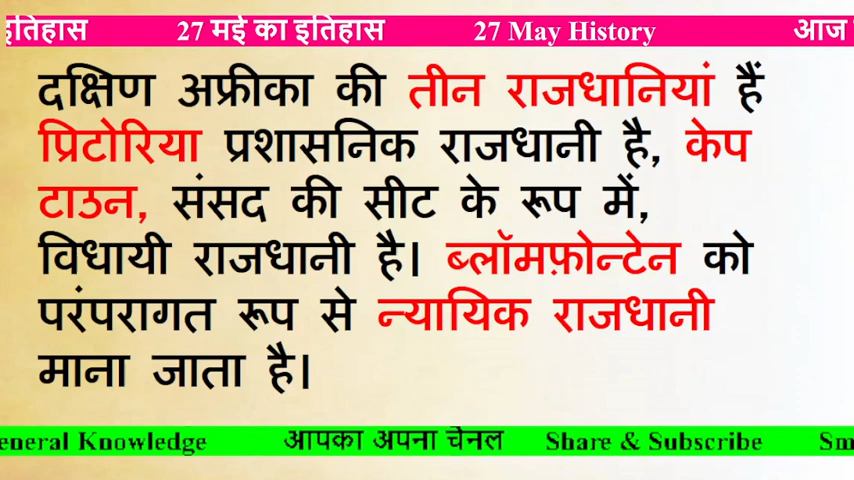 इतिहास 27 मई का इतिहास 27 May History आज
दक्षिण अफ्रीका की तीन राजधानियां हैं
प्रिटोरिया प्रशासनिक राजधानी है, केप
टाउन, संसद की सीट के रूप में,
विधायी राजधानी है। ब्लॉमफ़ोन्टेन को
परंपरागत रूप से न्यायिक राजधानी
माना जाता है।
eneral Knowledge आपका अपना चेनल Share & Subscribe Sm